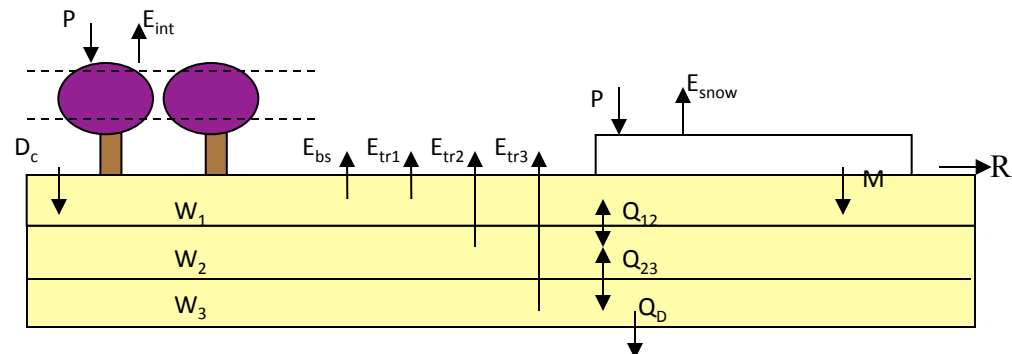 P E_int
P E_snow
D_c E_bs E_tr1 E_tr2 E_tr3 R
M
W_1 Q_12
W_2 Q_23
W_3 Q_D